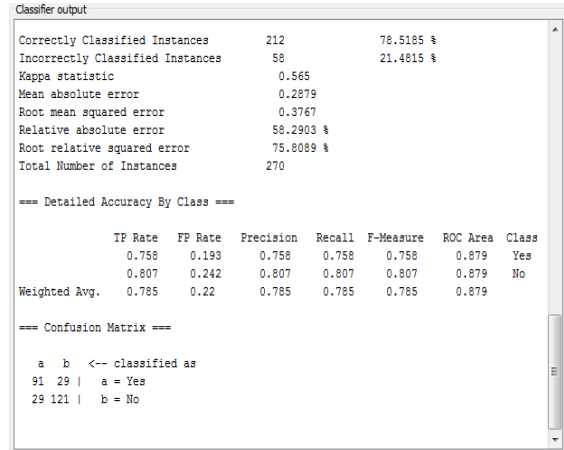 Classifier output
Correctly Classified Instances 212 78.5185 %
Incorrectly Classified Instances 58 21.4815 %
Kappa statistic 0.565
Mean absolute error 0.2879
Root mean squared error 0.3767
Relative absolute error 58.2903 %
Root relative squared error 75.8089 %
Total Number of Instances 270
=== Detailed Accuracy By Class ===
TP Rate FP Rate Precision Recall F-Measure ROC Area Class
0.758 0.193 0.758 0.758 0.758 0.879 Yes
0.807 0.242 0.807 0.807 0.807 0.879 No
Weighted Avg. 0.785 0.22 0.785 0.785 0.785 0.879
=== Confusion Matrix ===
a b <-- classified as
91 29 | a = Yes
29 121 | b = No